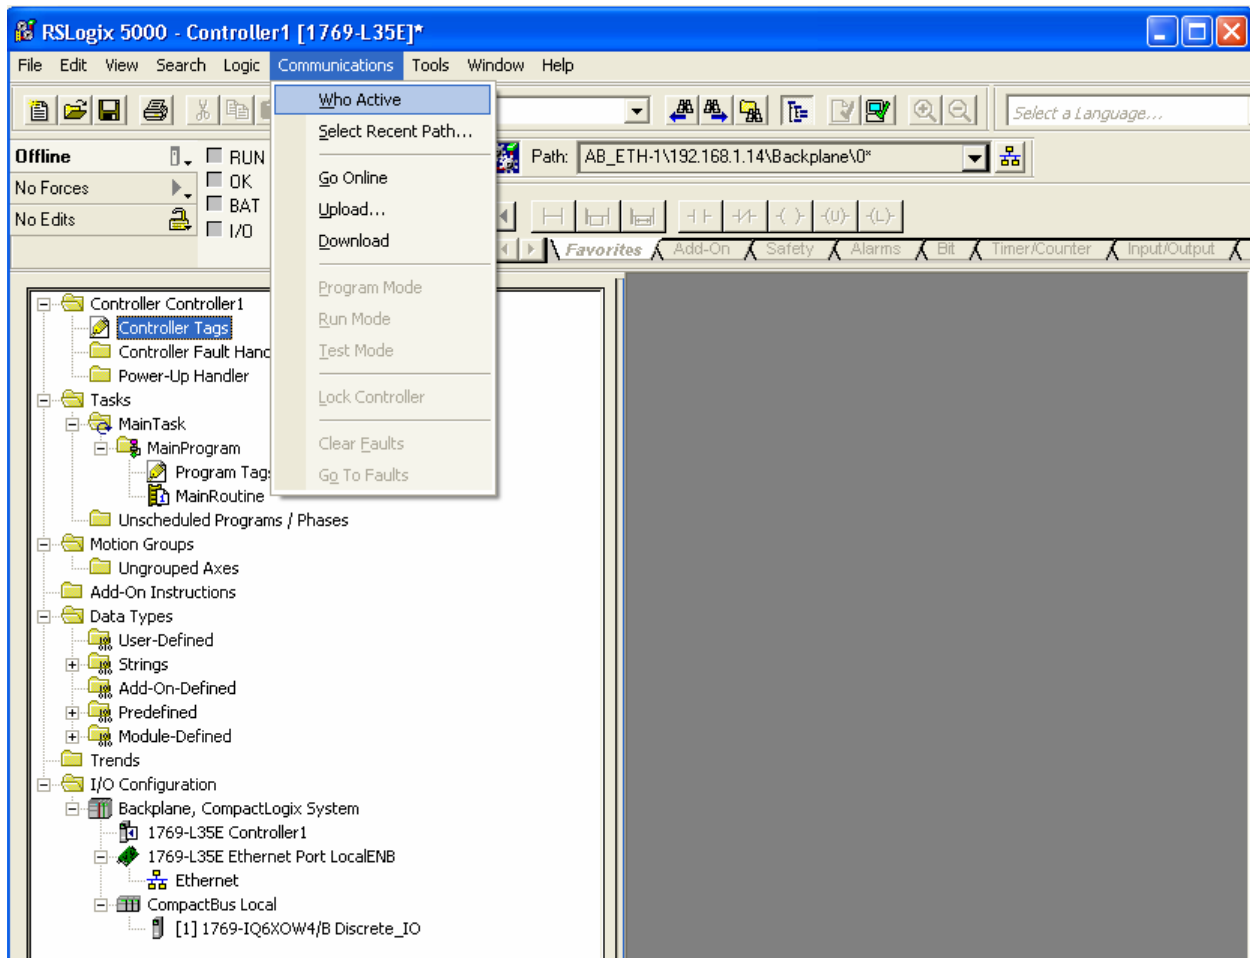 RSLogix 5000 - Controller1 [1769-L35E]*
File Edit View Search Logic Communications Tools Window Help
Who Active
Select a Language...
Select Recent Path...
Offline
RUN
Path: AB_ETH-1\192.168.1.14\Backplane\0*
No Forces
OK
Go Online
BAT
Upload...
No Edits
I/O
Download
Favorites Add-On Safety Alarms Bit Timer/Counter Input/Output
Program Mode
Run Mode
Test Mode
Lock Controller
Clear Faults
Go To Faults
Controller Controller1
Controller Tags
Controller Fault Hand
Power-Up Handler
Tasks
MainTask
MainProgram
Program Tags
MainRoutine
Unscheduled Programs / Phases
Motion Groups
Ungrouped Axes
Add-On Instructions
Data Types
User-Defined
Strings
Add-On-Defined
Predefined
Module-Defined
Trends
I/O Configuration
Backplane, CompactLogix System
1769-L35E Controller1
1769-L35E Ethernet Port LocalENB
Ethernet
CompactBus Local
[1] 1769-IQ6XOW4/B Discrete_IO